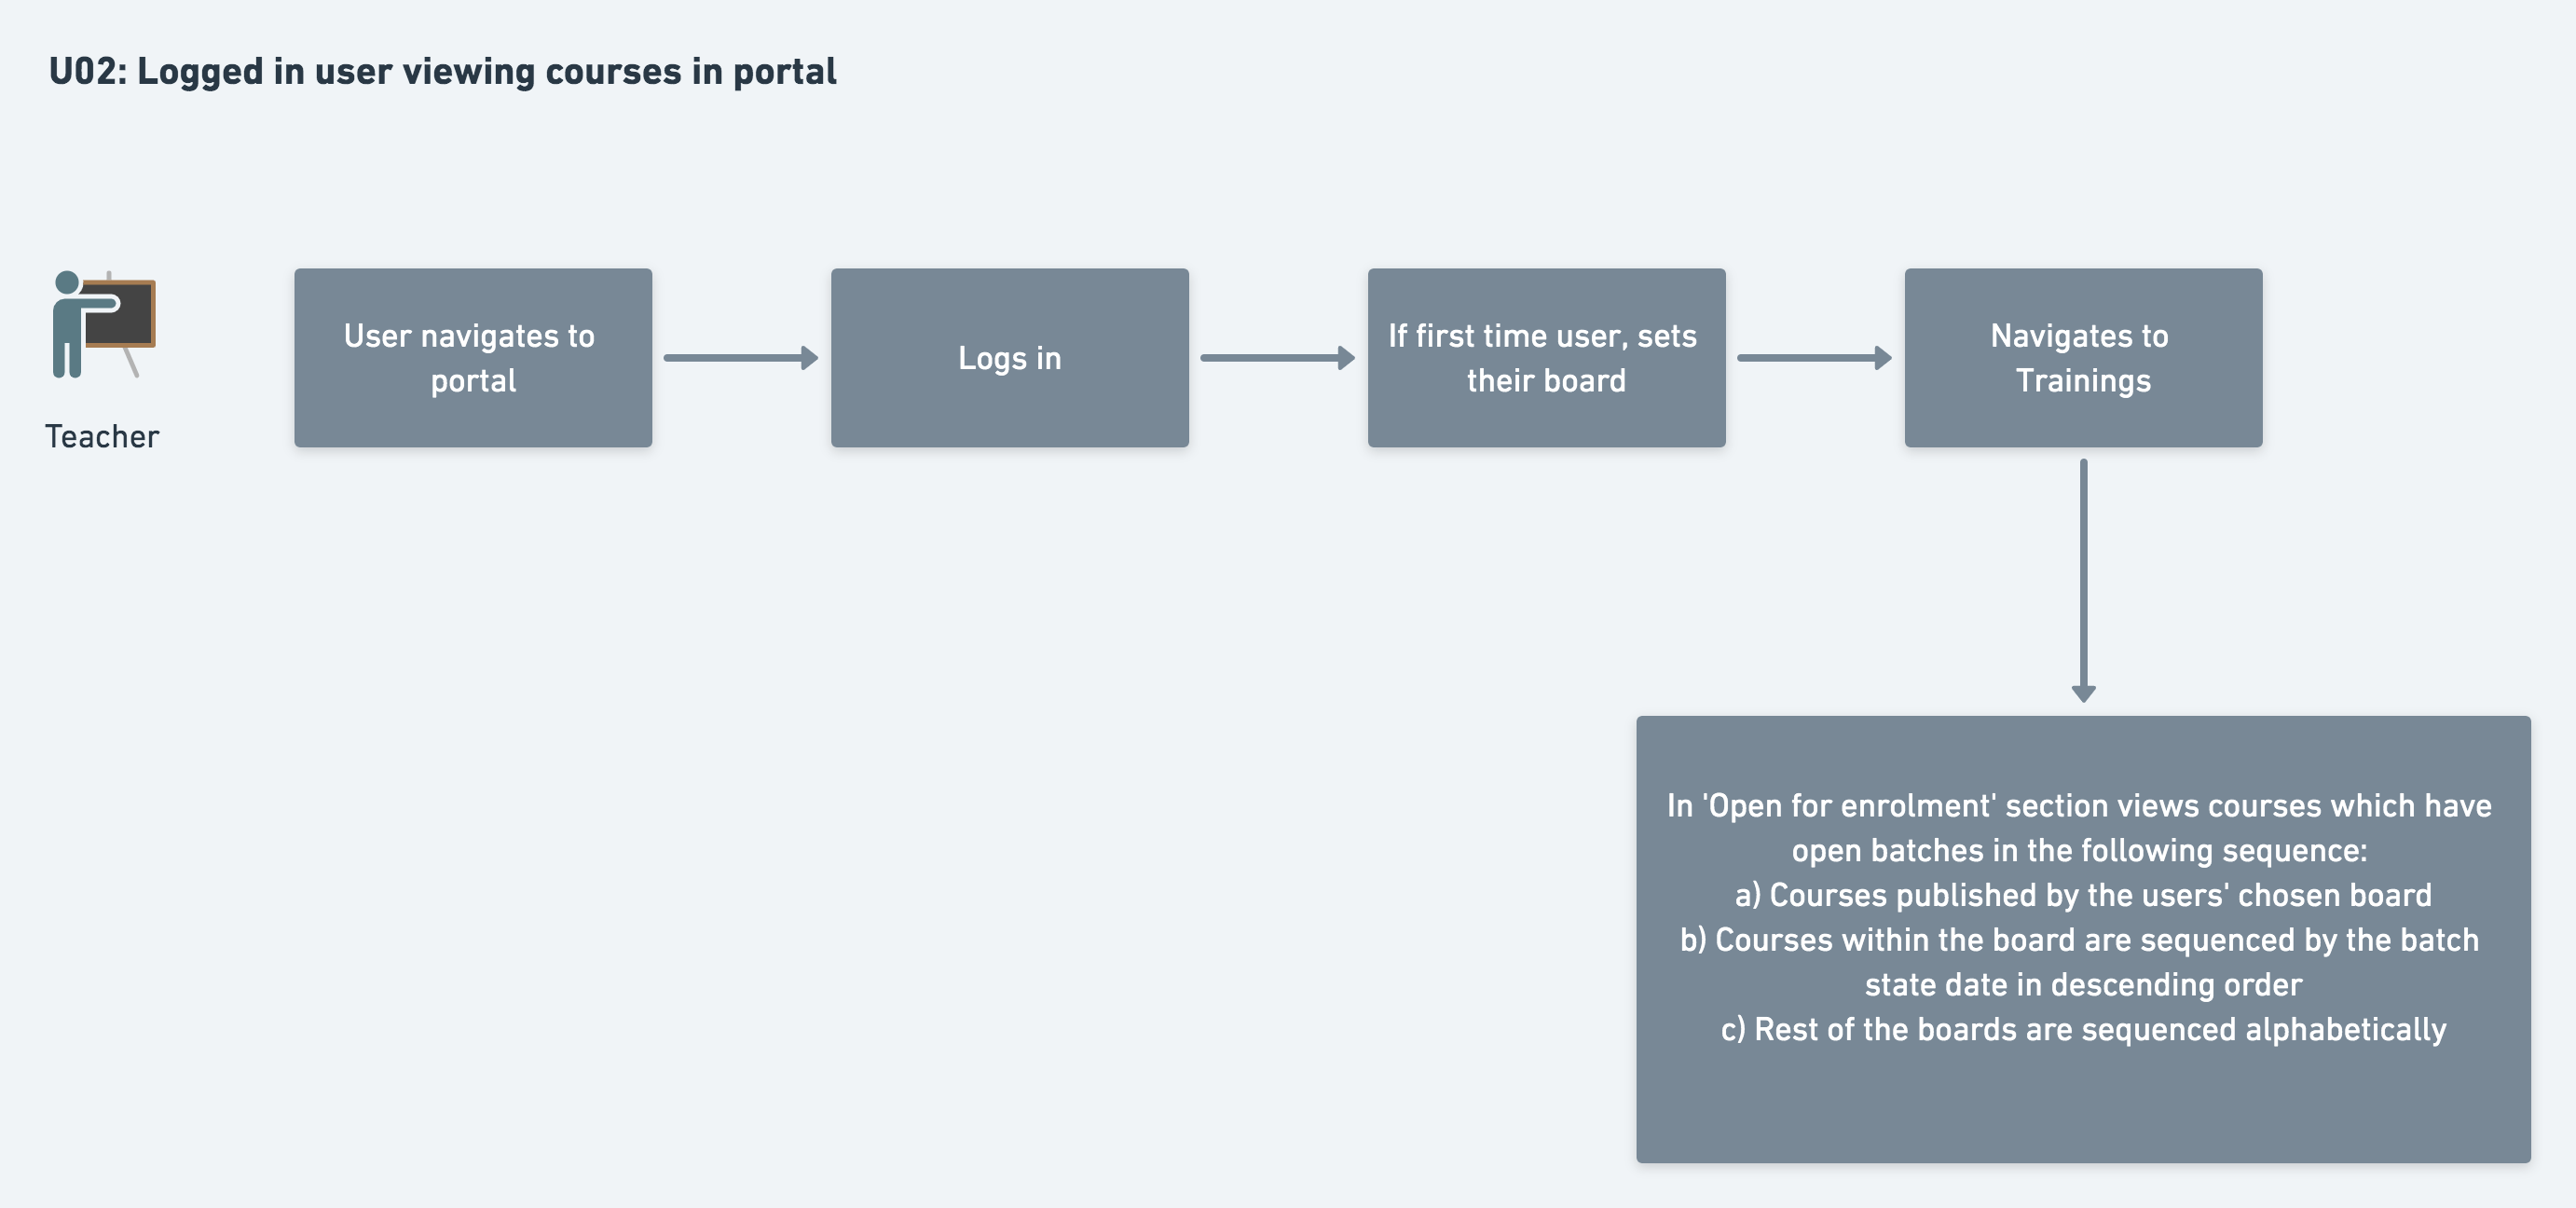 U02: Logged in user viewing courses in portal
Teacher
User navigates to
portal
Logs in
If first time user, sets
their board
Navigates to
Trainings
In 'Open for enrolment' section views courses which have
open batches in the following sequence:
a) Courses published by the users' chosen board
b) Courses within the board are sequenced by the batch
state date in descending order
c) Rest of the boards are sequenced alphabetically